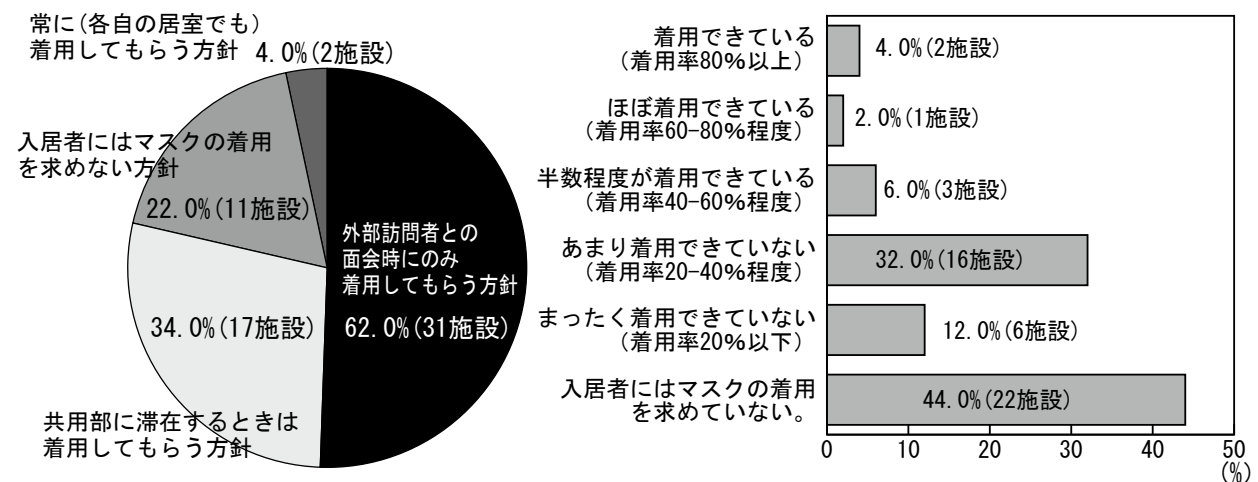 常に(各自の居室でも)
着用してもらう方針
4.0%(2施設)
入居者にはマスクの着用
を求めない方針
22.0%(11施設)
外部訪問者との
面会時にのみ
着用してもらう方針
62.0%(31施設)
34.0%(17施設)
共用部に滞在するときは
着用してもらう方針
着用できている
(着用率80%以上)
4.0%(2施設)
ほぼ着用できている
(着用率60-80%程度)
2.0%(1施設)
半数程度が着用できている
(着用率40-60%程度)
6.0%(3施設)
あまり着用できていない
(着用率20-40%程度)
32.0%(16施設)
まったく着用できていない
(着用率20%以下)
12.0%(6施設)
入居者にはマスクの着用
を求めていない。
44.0%(22施設)
0 10 20 30 40 50
(%)